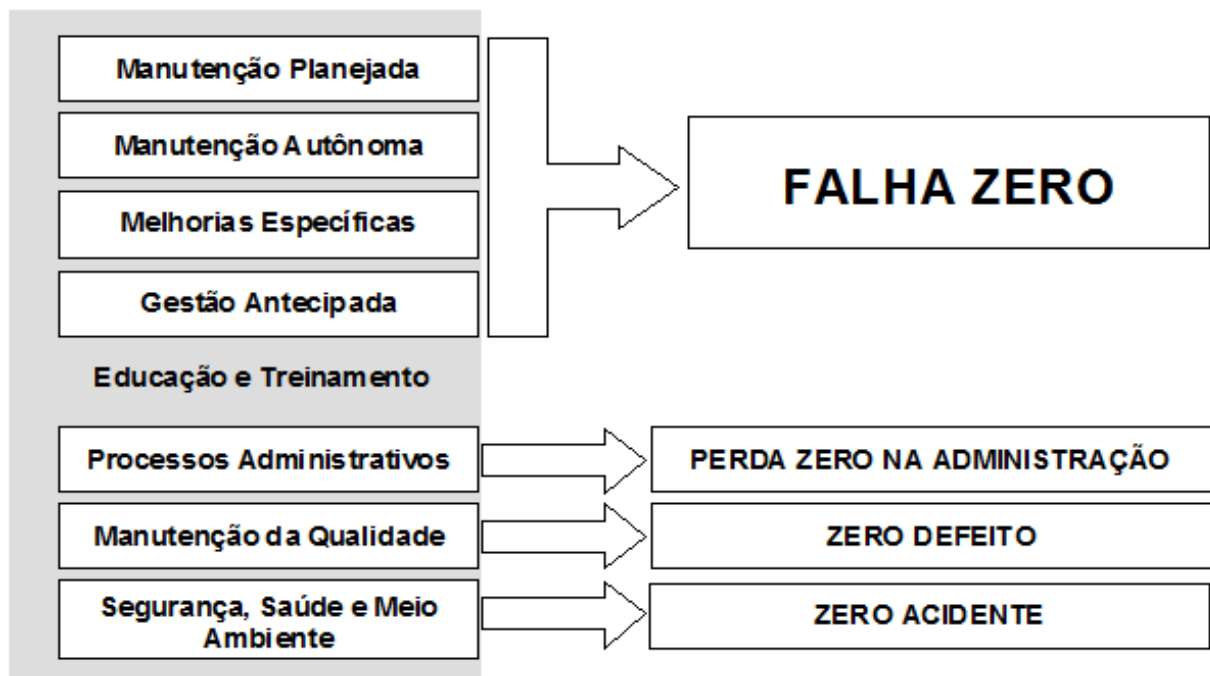 Manutenção Planejada
Manutenção Autônoma
Melhorias Específicas
Gestão Antecipada
FALHA ZERO
Educação e Treinamento
Processos Administrativos
PERDA ZERO NA ADMINISTRAÇÃO
Manutenção da Qualidade
ZERO DEFEITO
Segurança, Saúde e Meio
Ambiente
ZERO ACIDENTE